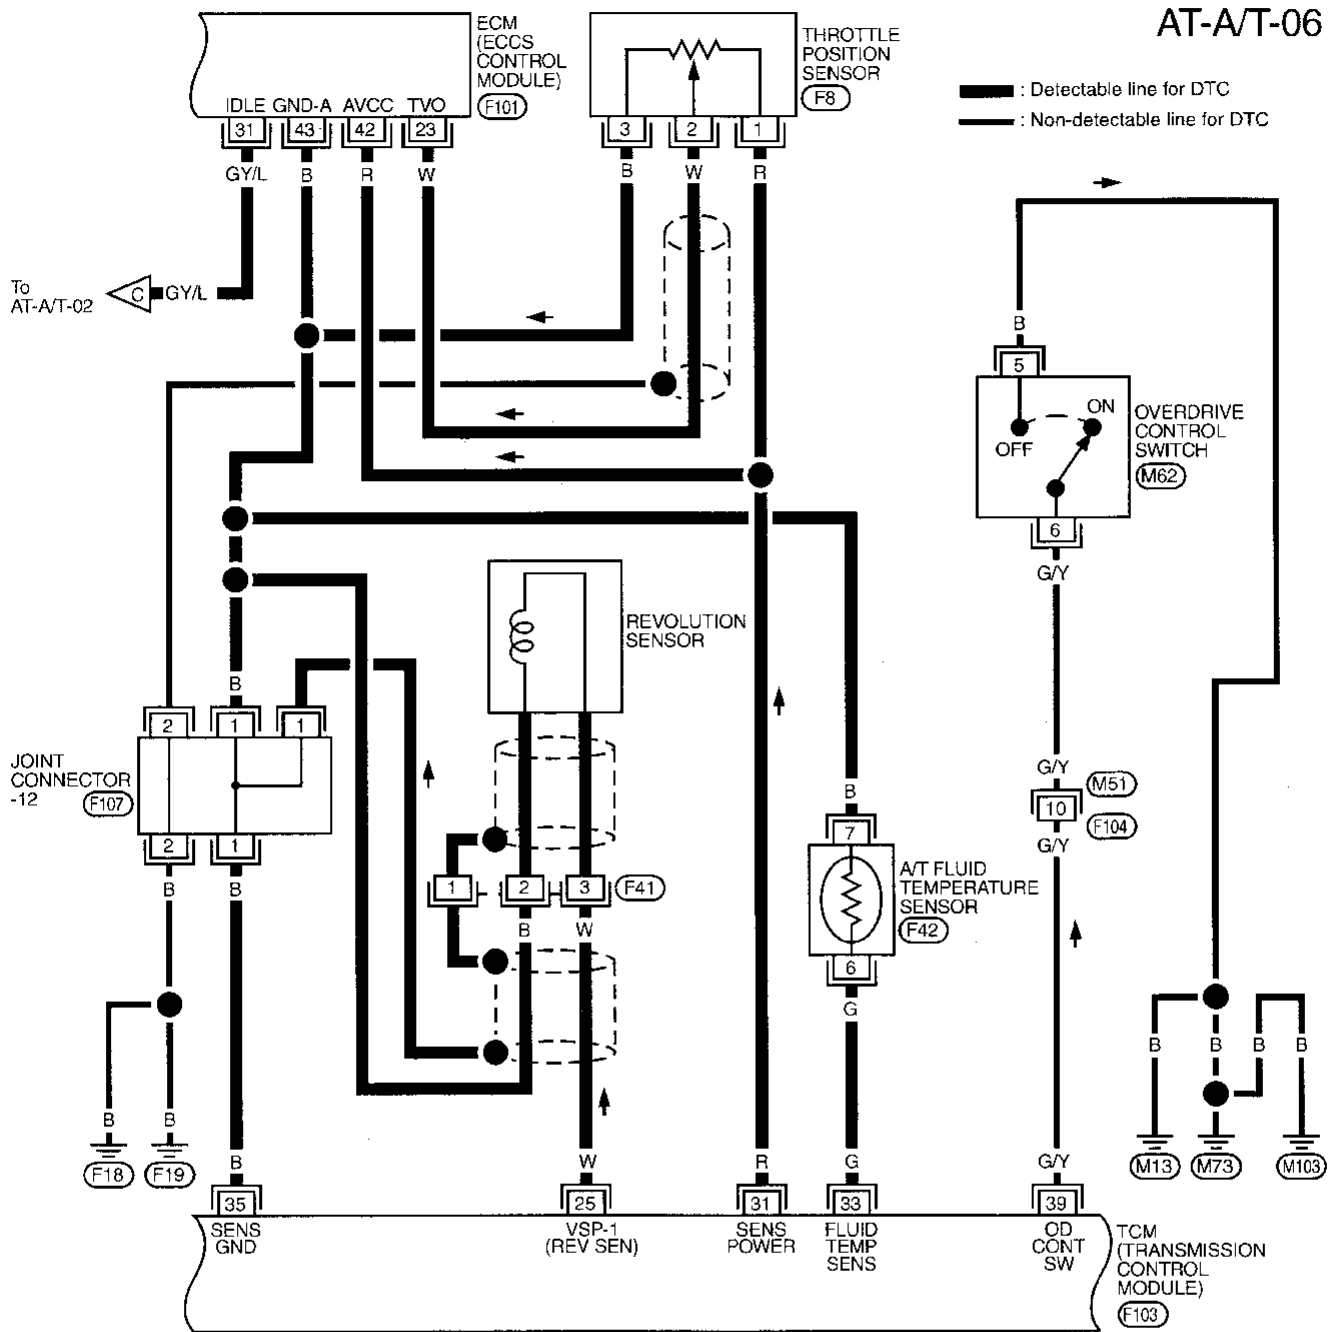 AT-A/T-06
ECM
(ECCS
CONTROL
MODULE)
F101
IDLE GND-A AVCC TVO
31 43 42 23
GY/L B R W
THROTTLE
POSITION
SENSOR
F8
3 2 1
B W R
: Detectable line for DTC
: Non-detectable line for DTC
To
AT-A/T-02
C GY/L
B
5
ON
OFF
OVERDRIVE
CONTROL
SWITCH
M62
6
G/Y
REVOLUTION
SENSOR
B
2 1 1
JOINT
CONNECTOR
-12
F107
2 1
B B
1 2 3 F41
B W
B
7
A/T FLUID
TEMPERATURE
SENSOR
F42
6
G
G/Y
M51
10
F104
G/Y
B B B B
B B
F18 F19
M13 M73 M103
B W R G G/Y
35 25 31 33 39
SENS
GND
VSP-1
(REV SEN)
SENS
POWER
FLUID
TEMP
SENS
OD
CONT
SW
TCM
(TRANSMISSION
CONTROL
MODULE)
F103